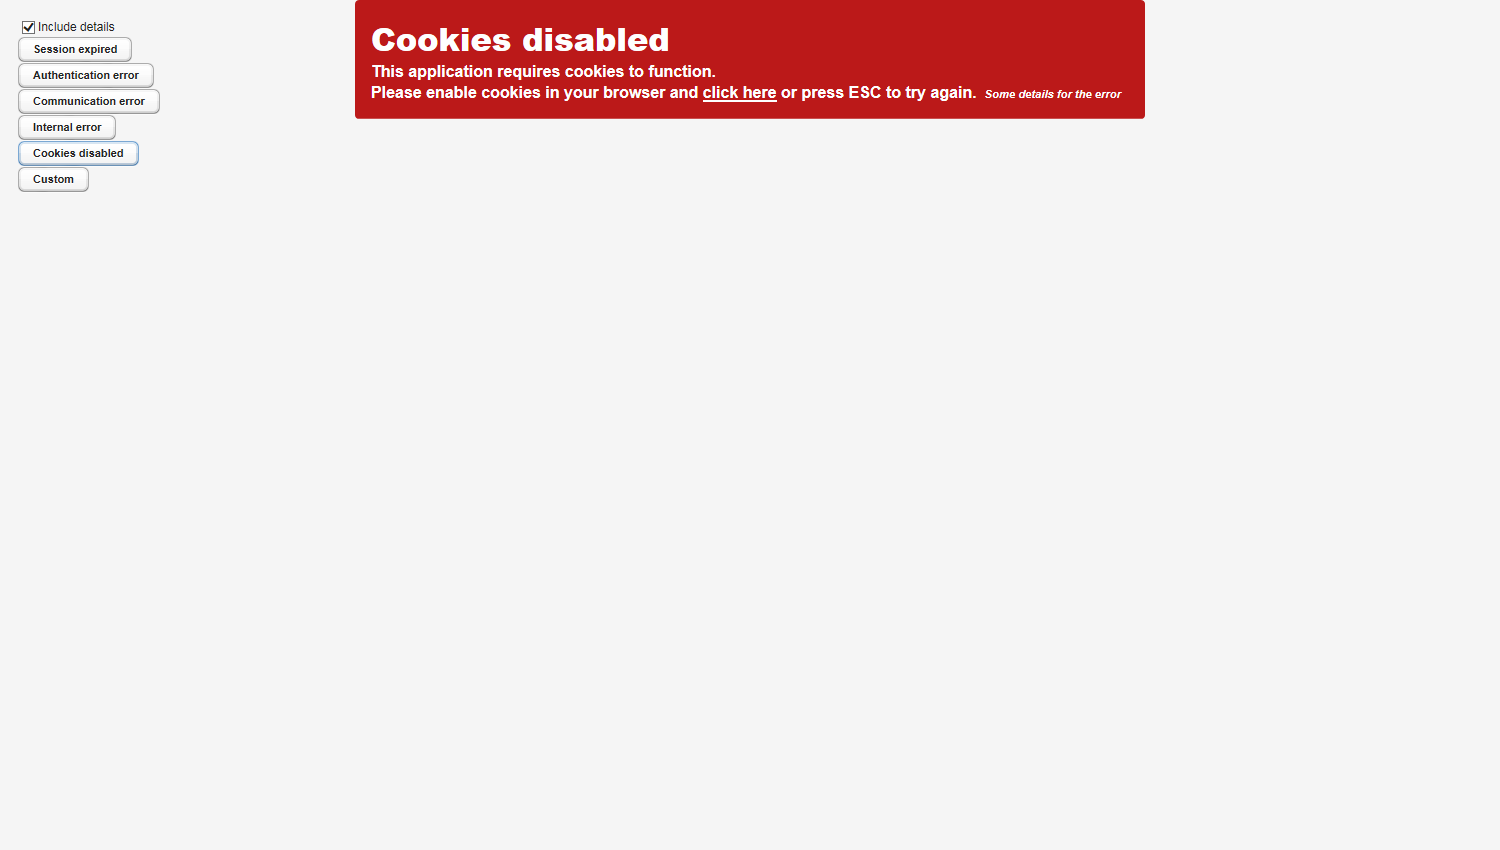 Include details
Session expired
Authentication error
Communication error
Internal error
Cookies disabled
Custom
Cookies disabled
This application requires cookies to function.
Please enable cookies in your browser and click here or press ESC to try again. Some details for the error